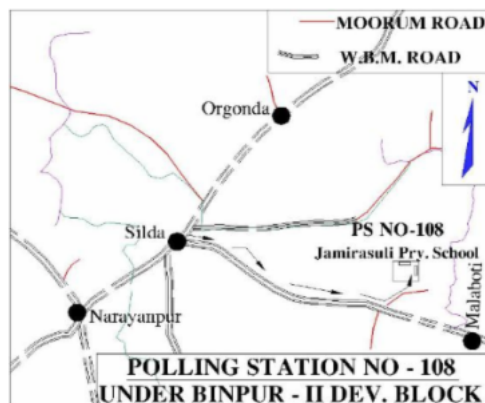 MOORUM ROAD
W.B.M. ROAD
N
Orgonda
PS NO-108
Silda
Jamirasuli Pry. School
Malaboti
Narayanpur
POLLING STATION NO - 108
UNDER BINPUR - II DEV. BLOCK